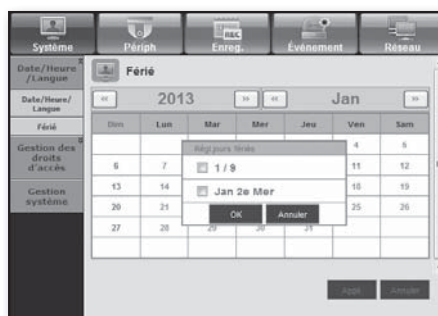 Système Périph Enreg. Événement Réseau
REC
Date/Heure
/Langue
Date/Heure/
Langue
Férié
Gestion des
droits
d'accès
Gestion
système
Férié
2013 Jan
Dim Lun Mar Mer Jeu Ven Sam
4 5
6 7 11 12
13 14 18 19
20 21 25 26
27 28 29 30 31
Régl jours fériés
1 / 9
Jan 2e Mer
OK Annuler
Appl. Annuler